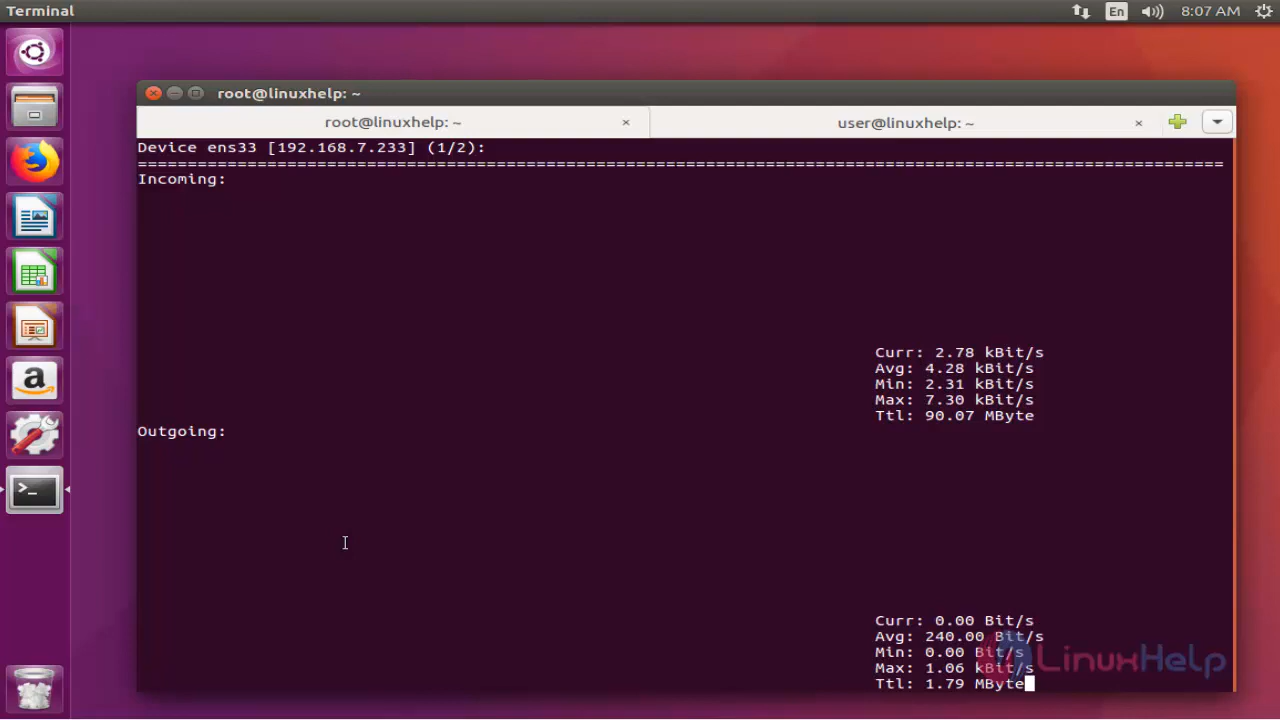 Terminal
En
8:07 AM
root@linuxhelp: ~
root@linuxhelp: ~ ×
user@linuxhelp: ~ ×
Device ens33 [192.168.7.233] (1/2):
=============================================================================================================
Incoming:
Curr: 2.78 kBit/s
Avg: 4.28 kBit/s
Min: 2.31 kBit/s
Max: 7.30 kBit/s
Ttl: 90.07 MByte
Outgoing:
Curr: 0.00 Bit/s
Avg: 240.00 Bit/s
Min: 0.00 Bit/s
Max: 1.06 kBit/s
Ttl: 1.79 MByte
LinuxHelp
a
>_